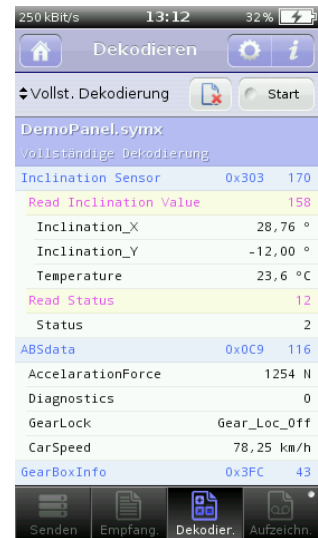 250 kBit/s 13:12 32%
Dekodieren i
Vollst. Dekodierung Start
DemoPanel.symx
Vollständige Dekodierung
Inclination Sensor 0x303 170
Read Inclination Value 158
Inclination_X 28,76 °
Inclination_Y -12,00 °
Temperature 23,6 °C
Read Status 12
Status 2
ABSdata 0x0C9 116
AccelarationForce 1254 N
Diagnostics 0
GearLock Gear_Loc_Off
CarSpeed 78,25 km/h
GearBoxInfo 0x3FC 43
Senden Empfang. Dekodier. Aufzeichn.